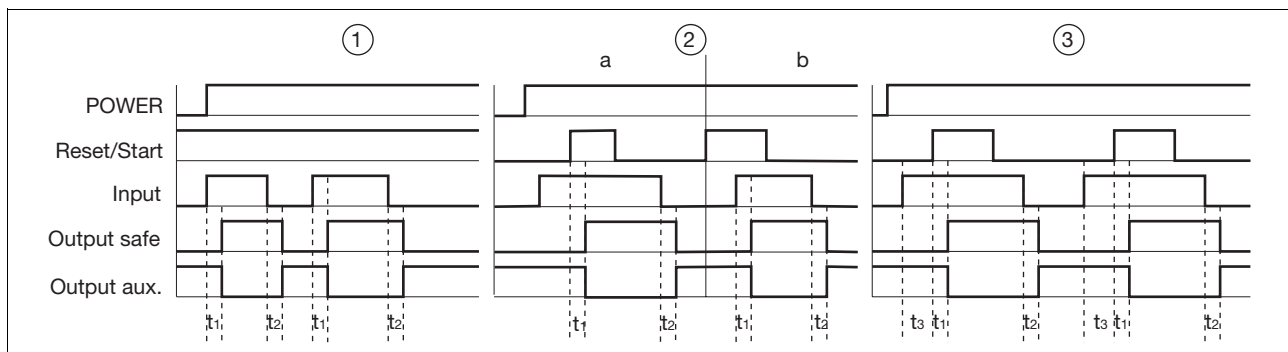 ① ② ③
a b
POWER
Reset/Start
Input
Output safe
Output aux.
t1 t2 t1 t2 t1 t2 t1 t2 t3 t1 t2 t3 t1 t2